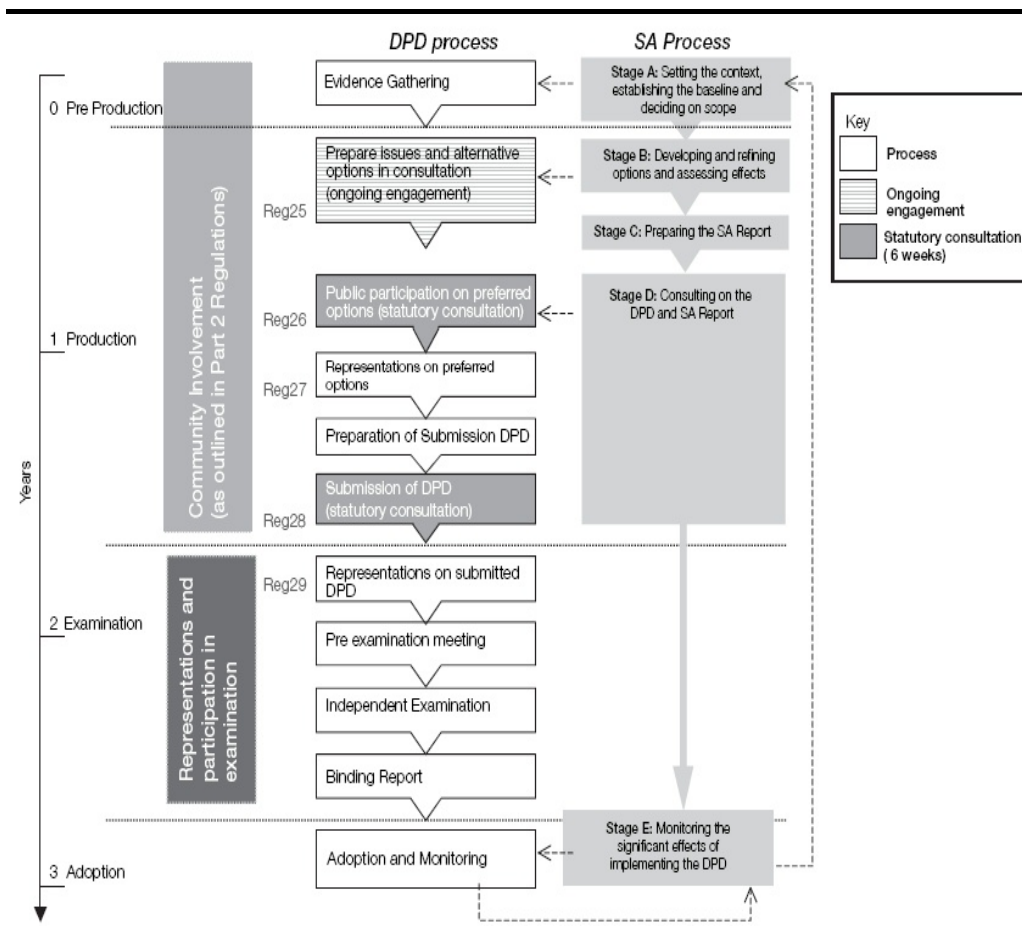 DPD process
SA Process
Evidence Gathering
Stage A: Setting the context,
establishing the baseline and
deciding on scope
0 Pre Production
Key
Process
Ongoing
engagement
Statutory consultation
( 6 weeks)
Prepare issues and alternative
options in consultation
(ongoing engagement)
Stage B: Developing and refining
options and assessing effects
Reg25
Stage C: Preparing the SA Report
Public participation on preferred
options (statutory consultation)
Stage D: Consulting on the
DPD and SA Report
Reg26
1 Production
Community Involvement
(as outlined in Part 2 Regulations)
Representations on preferred
options
Reg27
Preparation of Submission DPD
Years
Submission of DPD
(statutory consultation)
Reg28
Reg29
Representations on submitted
DPD
2 Examination
Representations and
participation in
examination
Pre examination meeting
Independent Examination
Binding Report
Stage E: Monitoring the
significant effects of
implementing the DPD
Adoption and Monitoring
3 Adoption